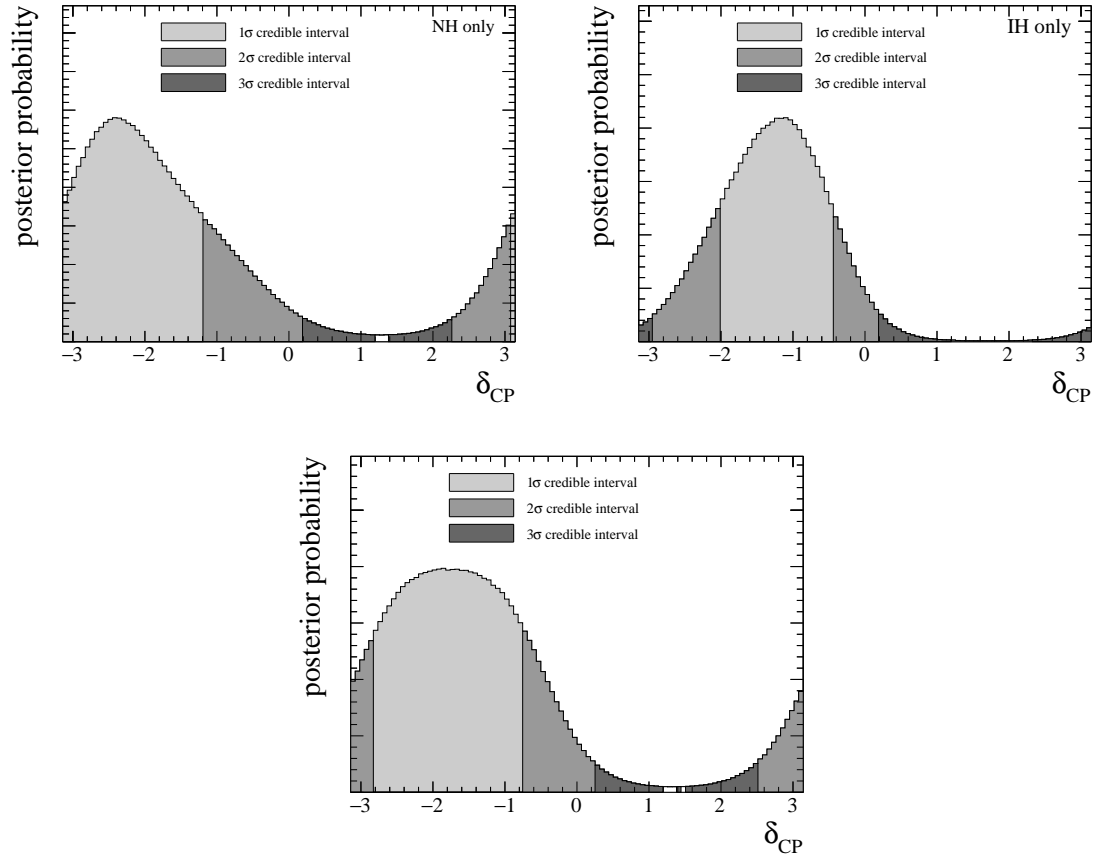 NH only
1σ credible interval
2σ credible interval
3σ credible interval
posterior probability
−3 −2 −1 0 1 2 3
δCP
IH only
1σ credible interval
2σ credible interval
3σ credible interval
posterior probability
−3 −2 −1 0 1 2 3
δCP
1σ credible interval
2σ credible interval
3σ credible interval
posterior probability
−3 −2 −1 0 1 2 3
δCP